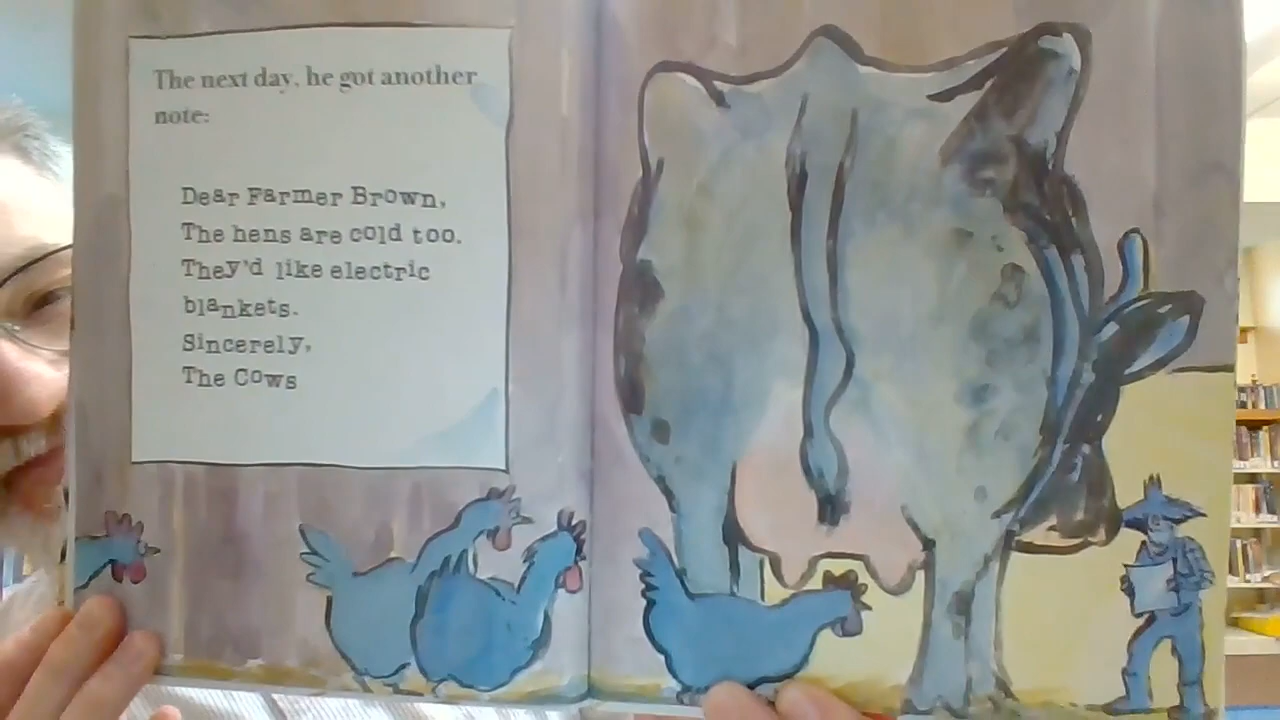 The next day, he got another
note:
Dear Farmer Brown,
The hens are cold too.
They'd like electric
blankets.
Sincerely,
The Cows